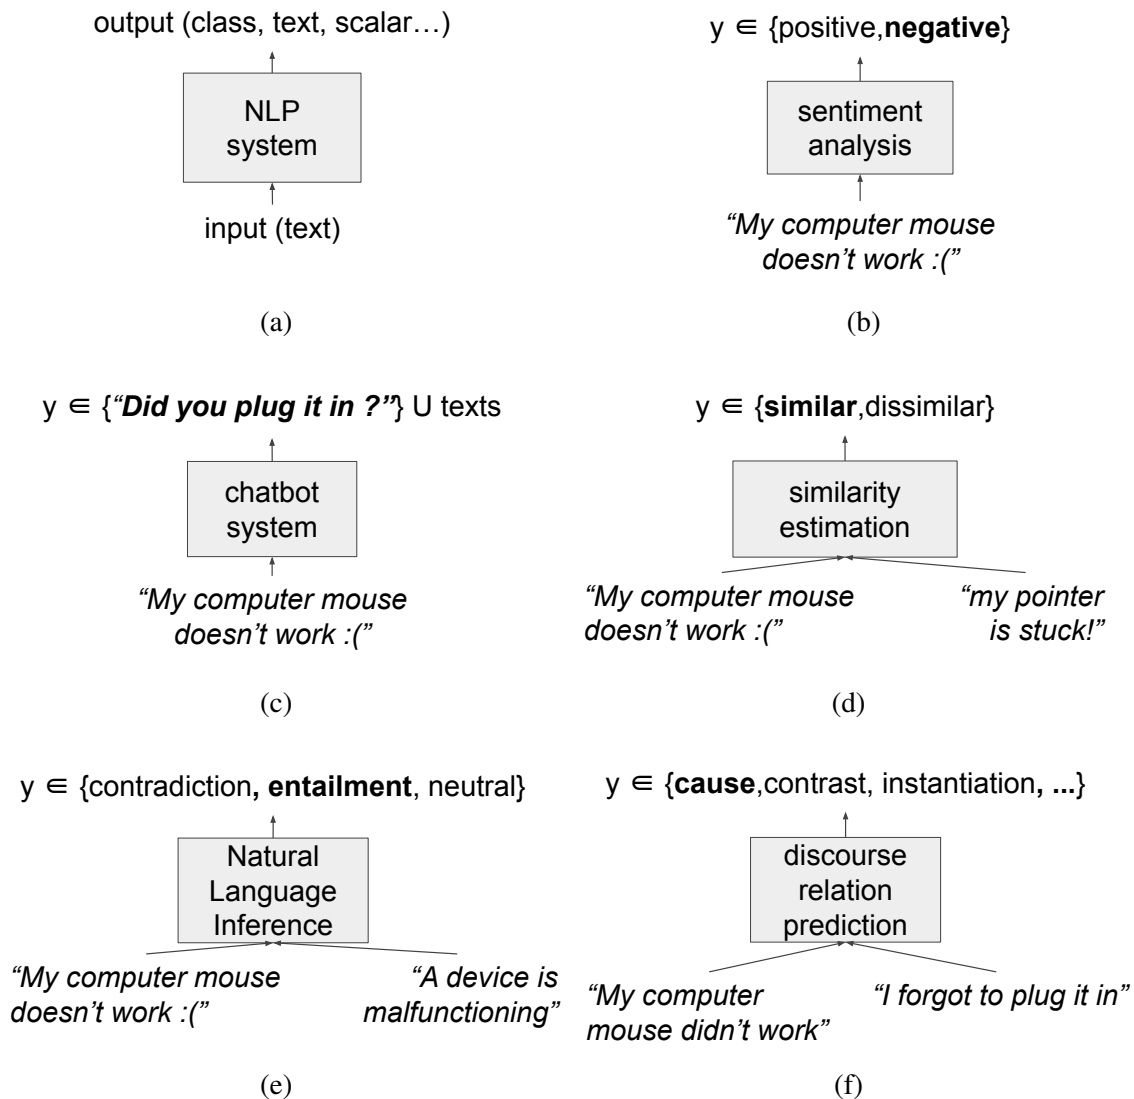 output (class, text, scalar…)
NLP
system
input (text)
(a)
y ∈ {positive,negative}
sentiment
analysis
“My computer mouse
doesn’t work :(”
(b)
y ∈ {“Did you plug it in ?”} U texts
chatbot
system
“My computer mouse
doesn’t work :(”
(c)
y ∈ {similar,dissimilar}
similarity
estimation
“My computer mouse
doesn’t work :(”
“my pointer
is stuck!”
(d)
y ∈ {contradiction, entailment, neutral}
Natural
Language
Inference
“My computer mouse
doesn’t work :(”
“A device is
malfunctioning”
(e)
y ∈ {cause,contrast, instantiation, ...}
discourse
relation
prediction
“My computer
mouse didn’t work”
“I forgot to plug it in”
(f)